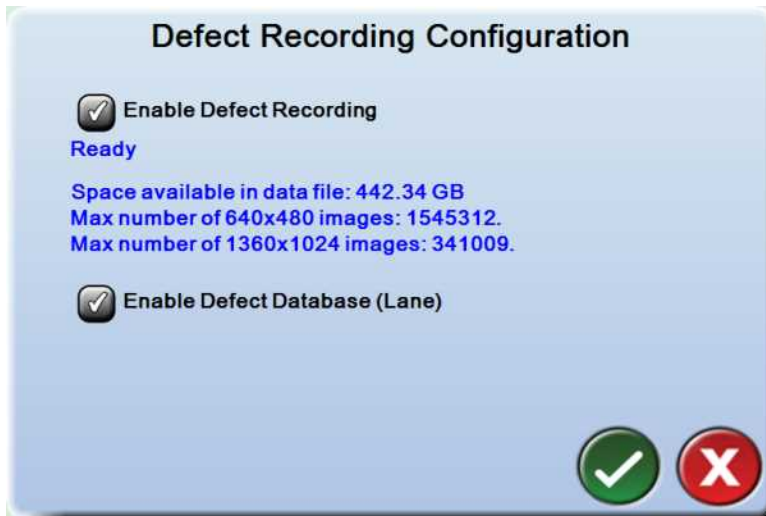 Defect Recording Configuration
Enable Defect Recording
Ready
Space available in data file: 442.34 GB
Max number of 640x480 images: 1545312.
Max number of 1360x1024 images: 341009.
Enable Defect Database (Lane)